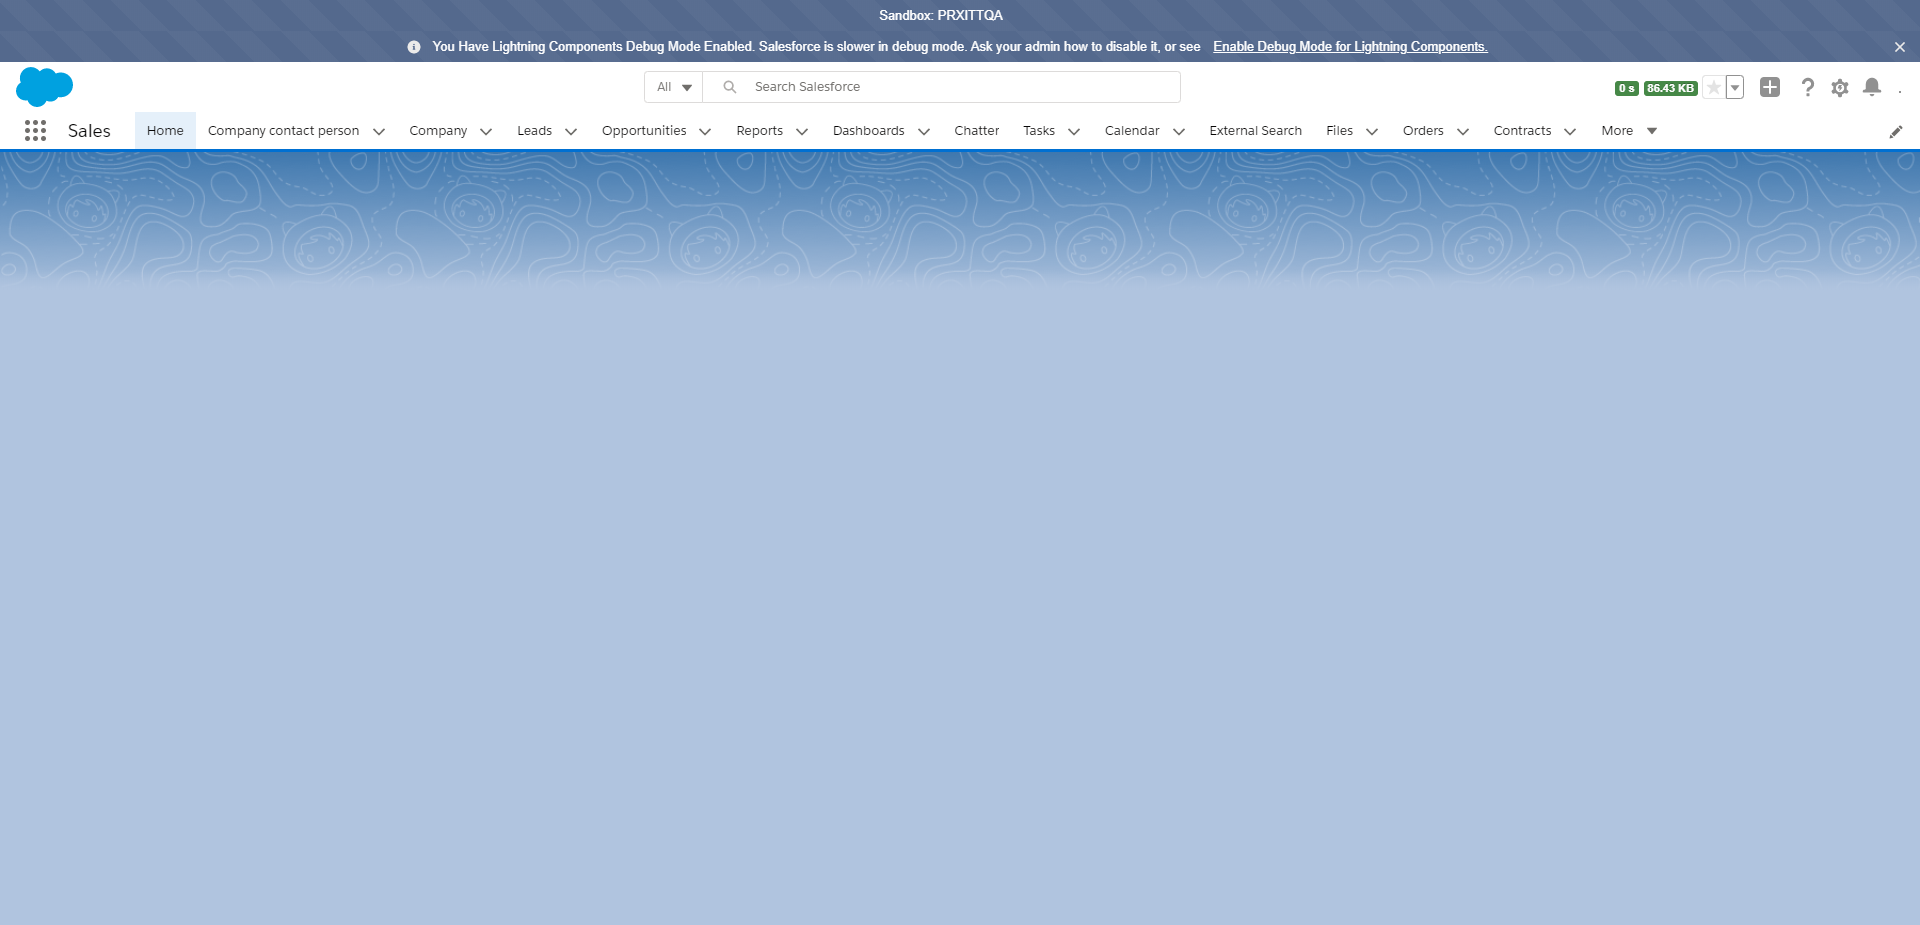 Sandbox: PRXITTQA
You Have Lightning Components Debug Mode Enabled. Salesforce is slower in debug mode. Ask your admin how to disable it, or see Enable Debug Mode for Lightning Components.
All Search Salesforce 0 s 86.43 KB .
Sales Home Company contact person Company Leads Opportunities Reports Dashboards Chatter Tasks Calendar External Search Files Orders Contracts More